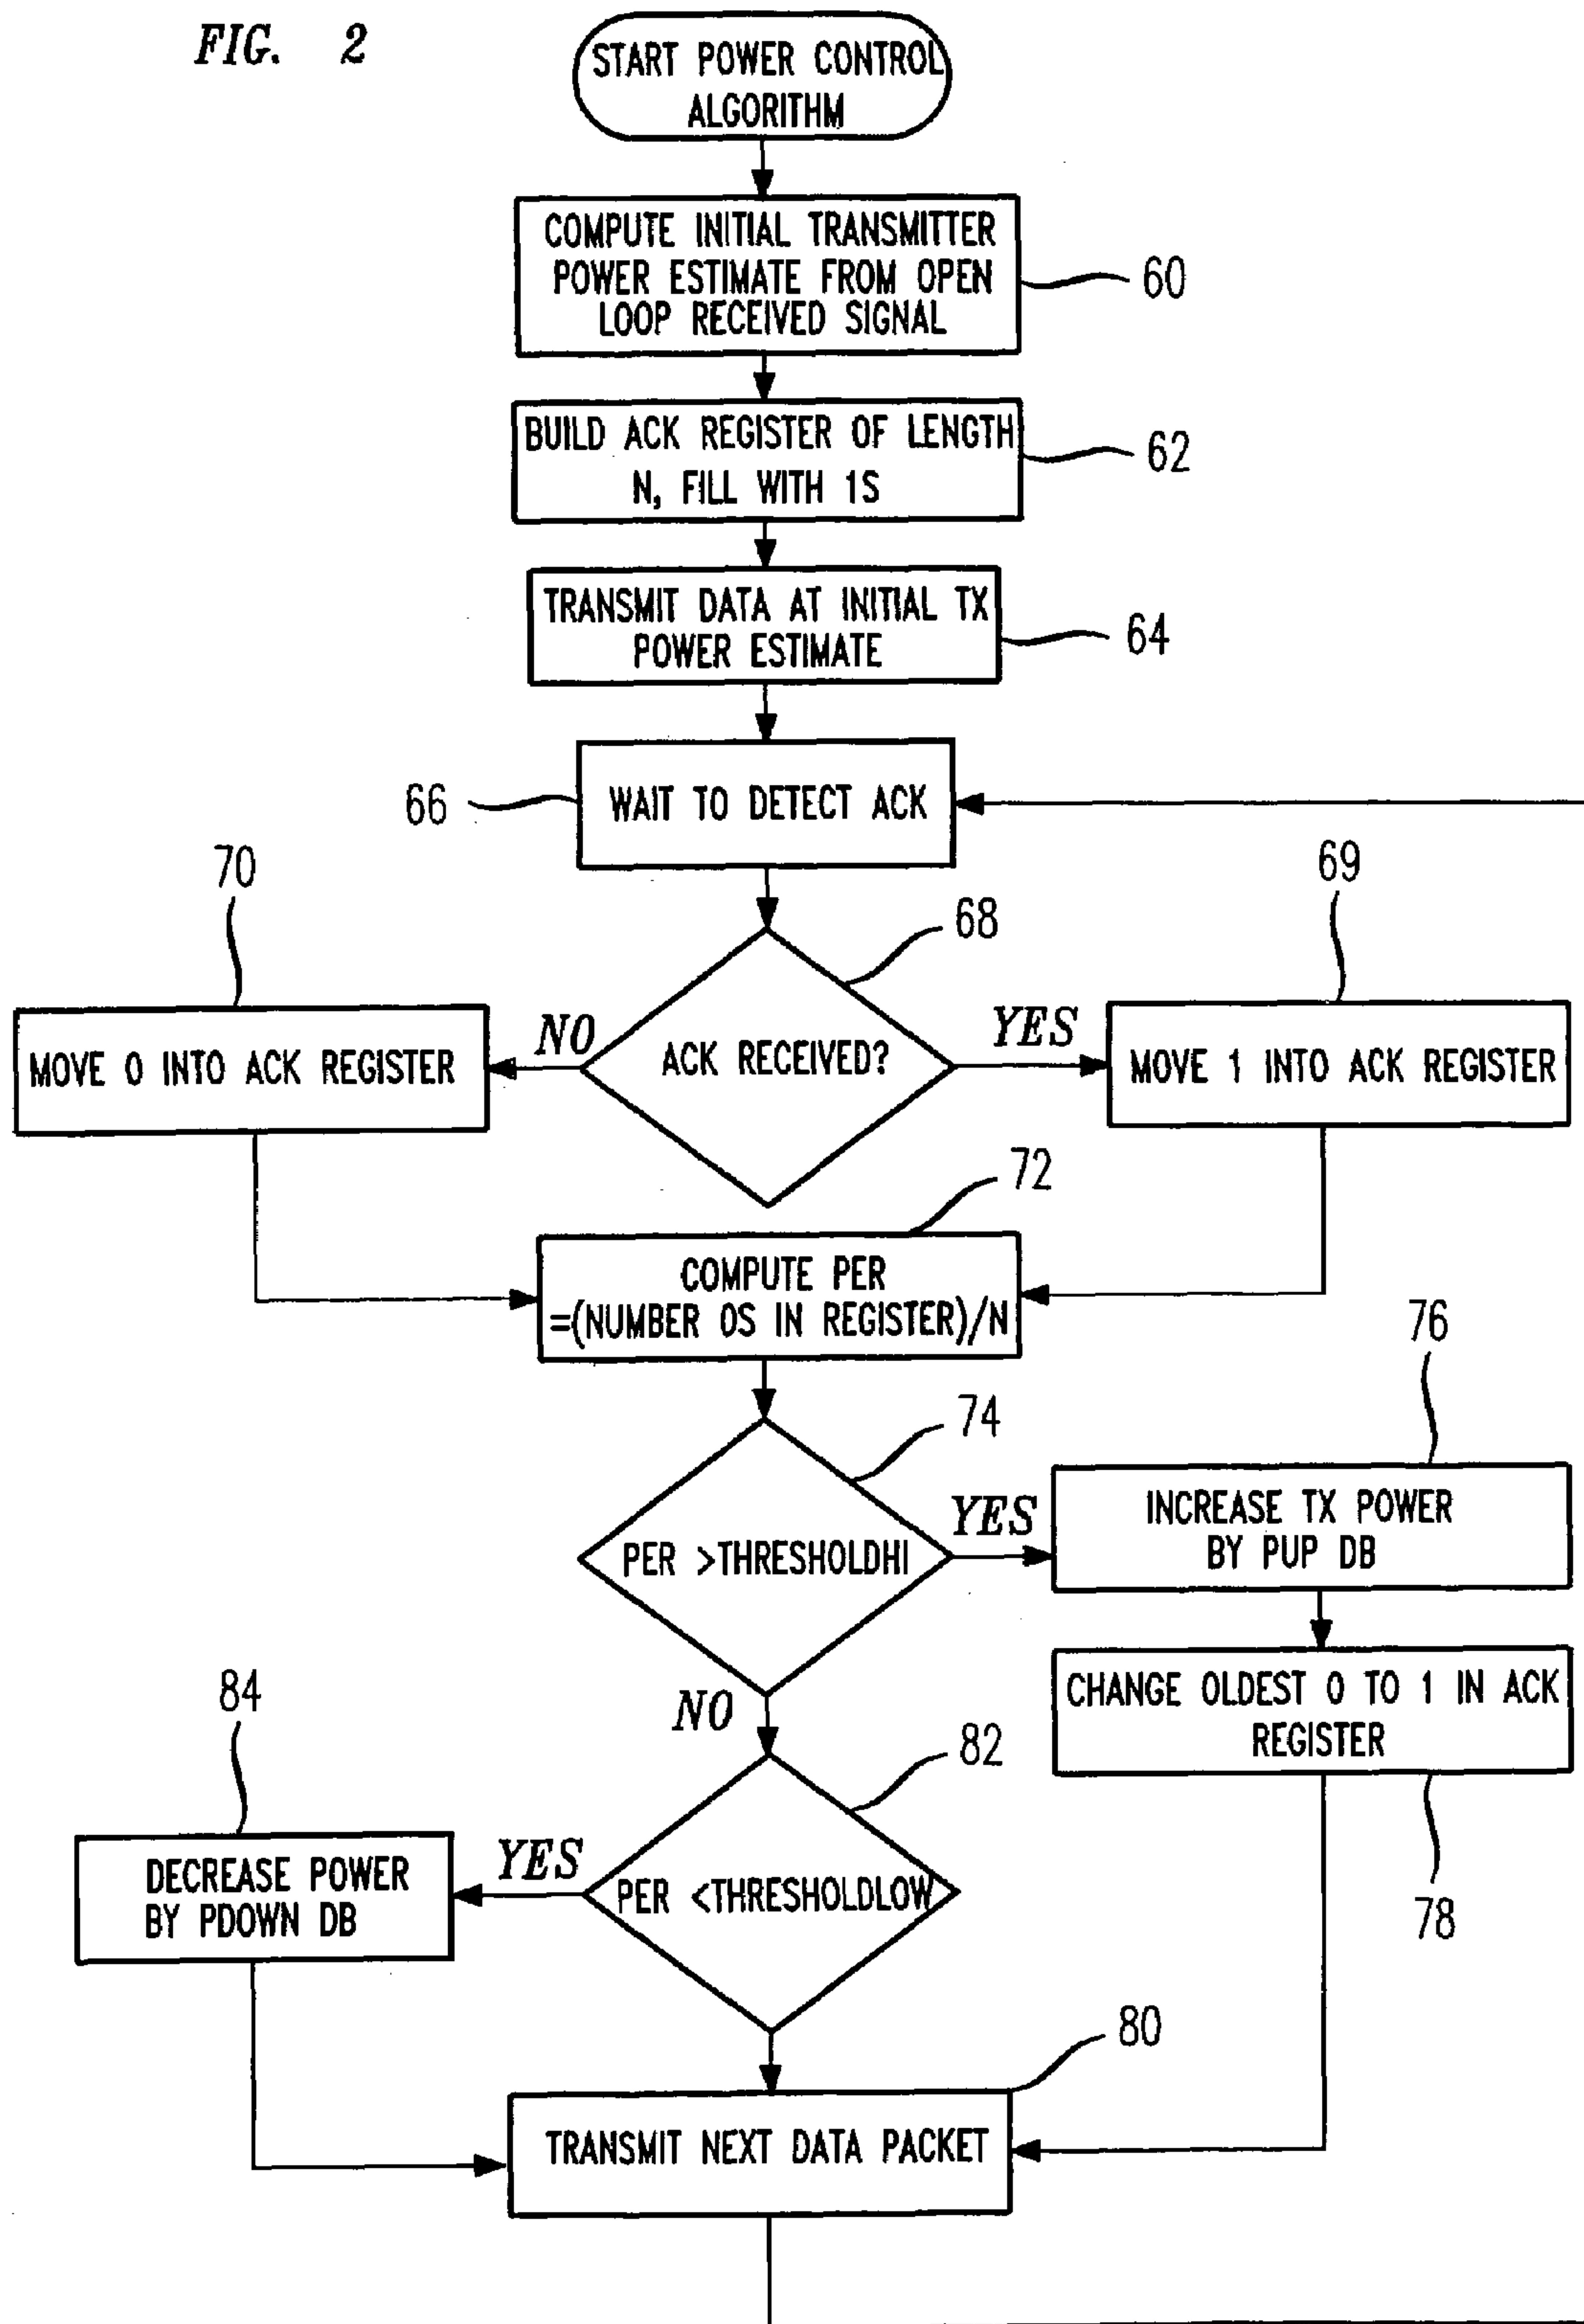 FIG. 2
START POWER CONTROL
ALGORITHM
COMPUTE INITIAL TRANSMITTER
POWER ESTIMATE FROM OPEN
LOOP RECEIVED SIGNAL
60
BUILD ACK REGISTER OF LENGTH
N, FILL WITH 1S
62
TRANSMIT DATA AT INITIAL TX
POWER ESTIMATE
64
66
WAIT TO DETECT ACK
70
68
69
MOVE 0 INTO ACK REGISTER
NO
ACK RECEIVED?
YES
MOVE 1 INTO ACK REGISTER
72
COMPUTE PER
=(NUMBER 0S IN REGISTER)/N
74
76
PER >THRESHOLDHI
YES
INCREASE TX POWER
BY PUP DB
NO
CHANGE OLDEST 0 TO 1 IN ACK
REGISTER
78
84
82
DECREASE POWER
BY PDOWN DB
YES
PER <THRESHOLDLOW
80
TRANSMIT NEXT DATA PACKET